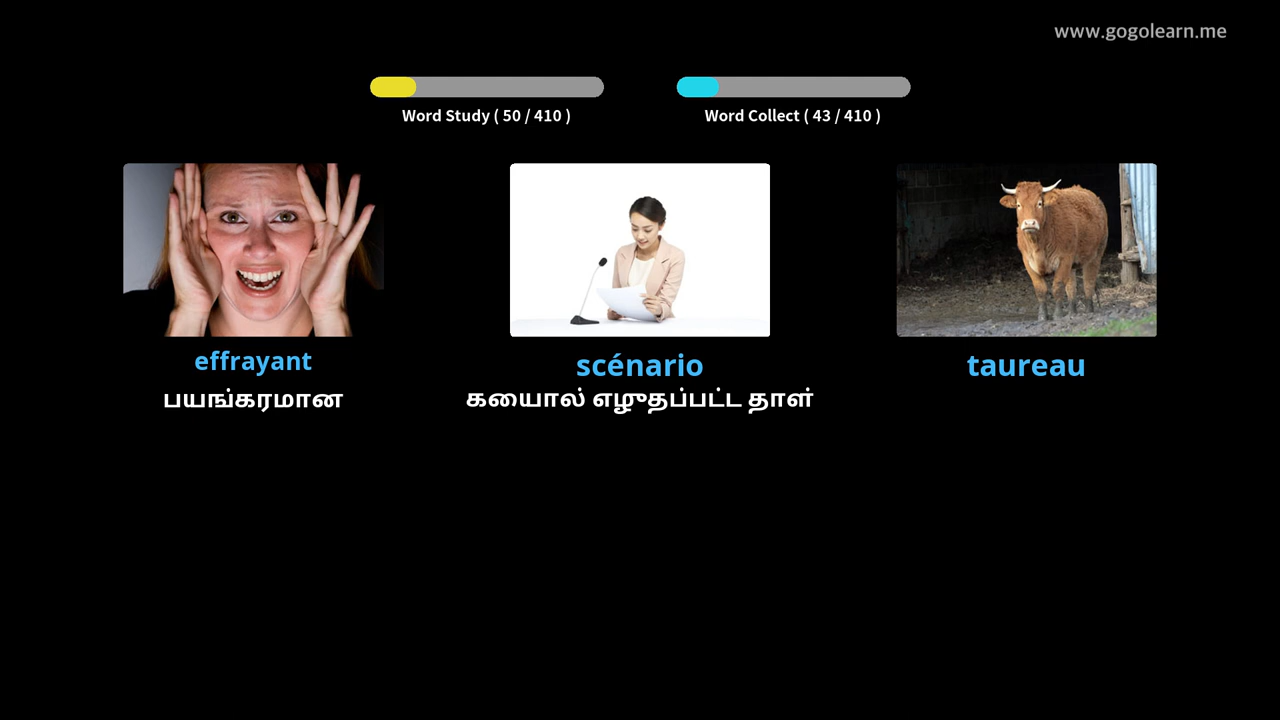 www.gogolearn.me
Word Study ( 50 / 410 )
Word Collect ( 43 / 410 )
effrayant
பயங்கரமான
scénario
கையால் எழுதப்பட்ட தாள்
taureau